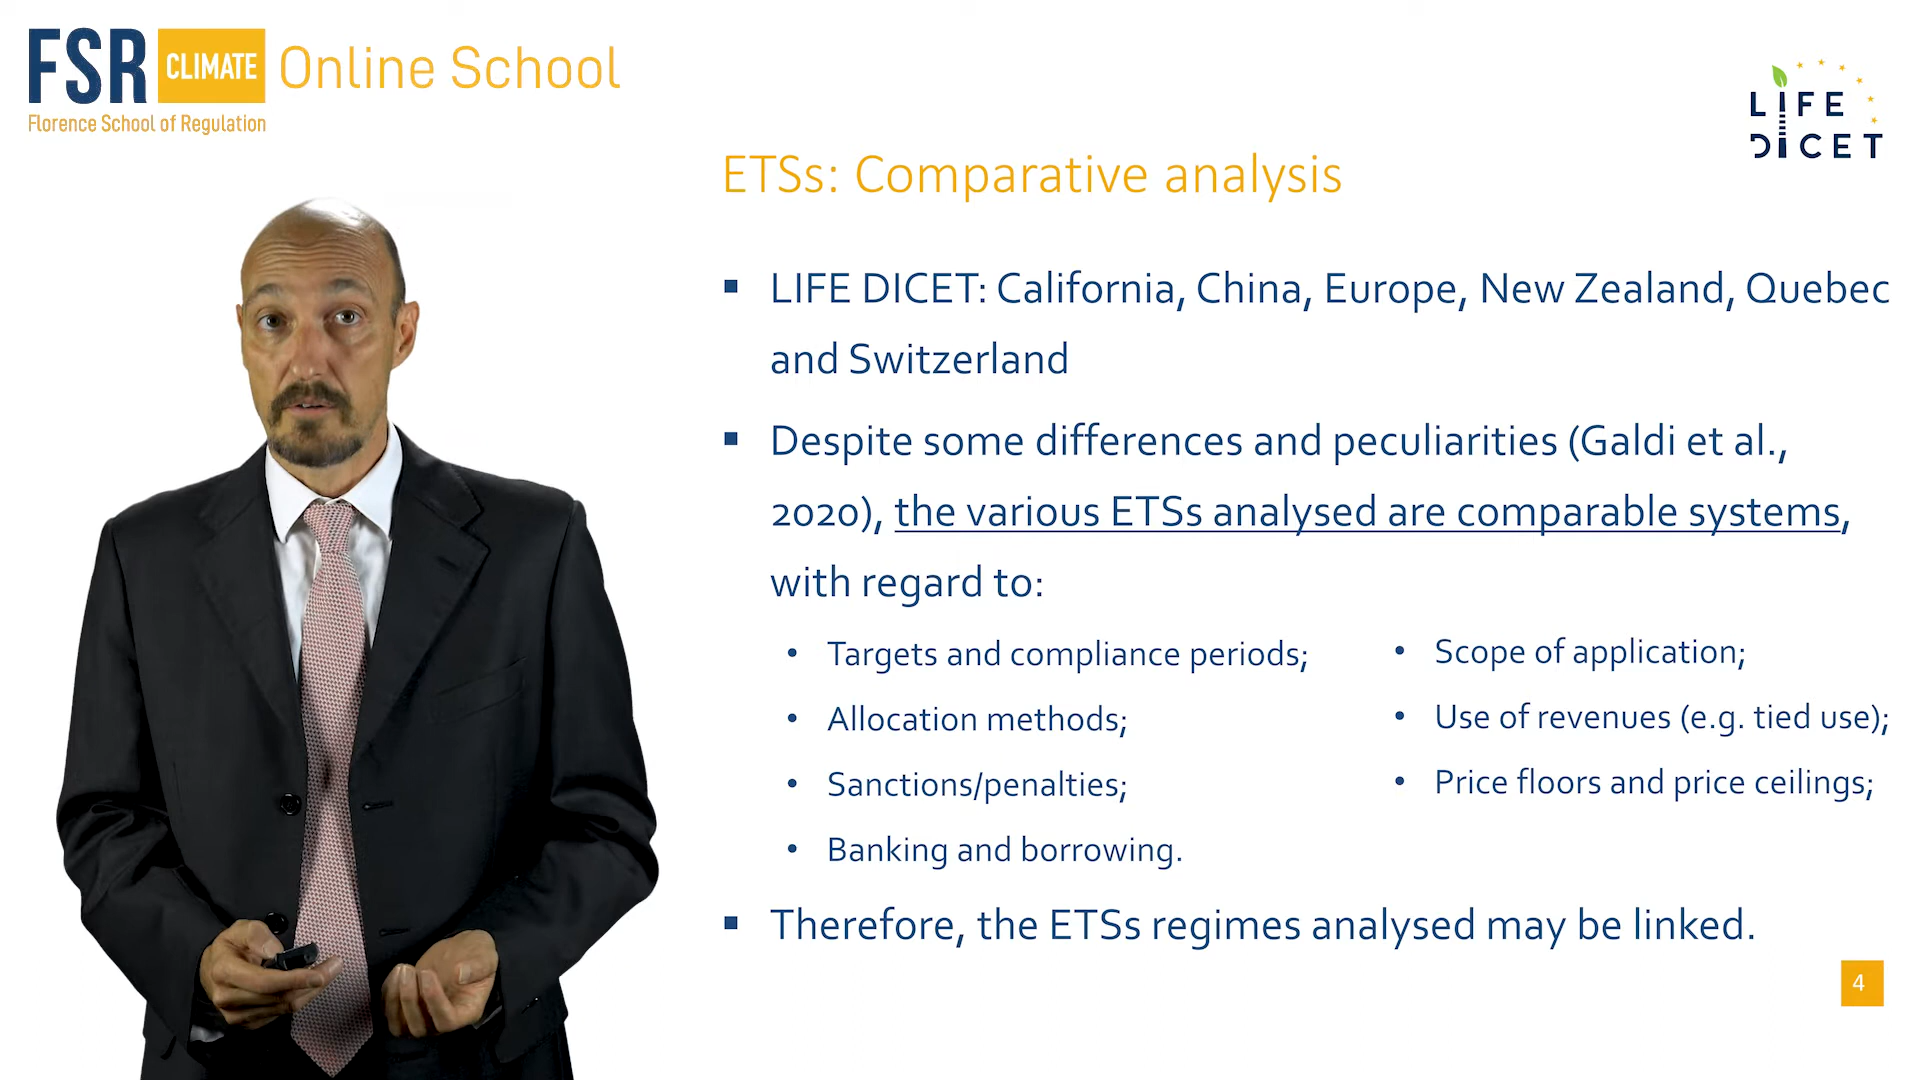 FSR CLIMATE Online School
Florence School of Regulation
LIFE
DICET
ETSs: Comparative analysis
▪ LIFE DICET: California, China, Europe, New Zealand, Quebec
and Switzerland
▪ Despite some differences and peculiarities (Galdi et al.,
2020), the various ETSs analysed are comparable systems,
with regard to:
• Targets and compliance periods;
• Allocation methods;
• Sanctions/penalties;
• Banking and borrowing.
• Scope of application;
• Use of revenues (e.g. tied use);
• Price floors and price ceilings;
▪ Therefore, the ETSs regimes analysed may be linked.
4